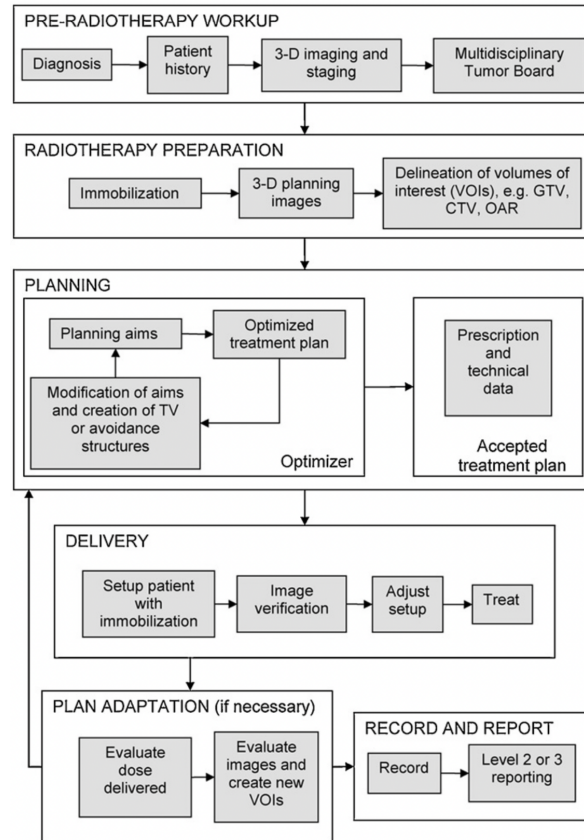 PRE-RADIOTHERAPY WORKUP
Diagnosis
Patient
history
3-D imaging and
staging
Multidisciplinary
Tumor Board
RADIOTHERAPY PREPARATION
Immobilization
3-D planning
images
Delineation of volumes of
interest (VOIs), e.g. GTV,
CTV, OAR
PLANNING
Planning aims
Optimized
treatment plan
Modification of aims
and creation of TV
or avoidance
structures
Optimizer
Prescription
and
technical
data
Accepted
treatment plan
DELIVERY
Setup patient
with
immobilization
Image
verification
Adjust
setup
Treat
PLAN ADAPTATION (if necessary)
Evaluate
dose
delivered
Evaluate
images and
create new
VOIs
RECORD AND REPORT
Record
Level 2 or 3
reporting